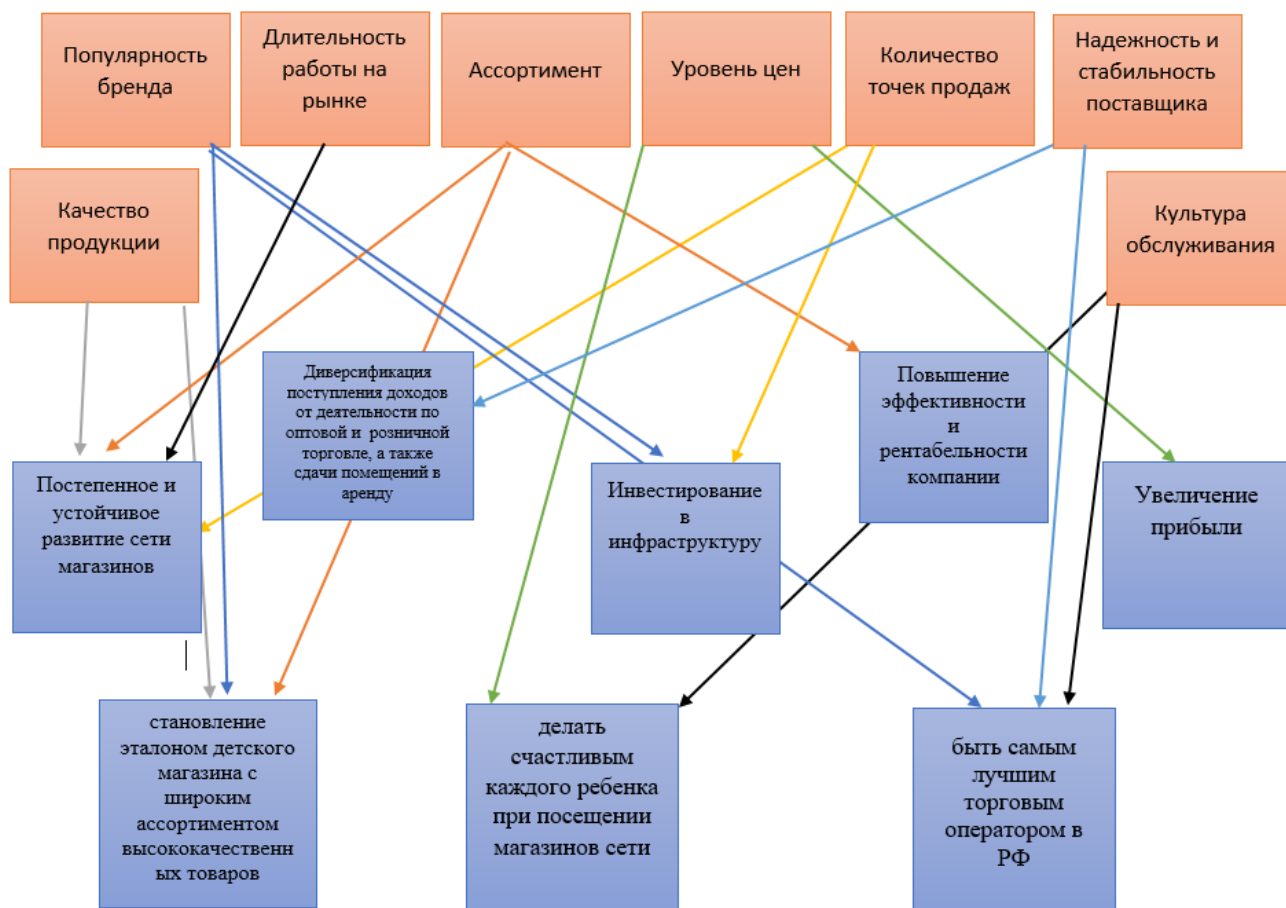 Популярность
бренда
Длительность
работы на
рынке
Ассортимент
Уровень цен
Количество
точек продаж
Надежность и
стабильность
поставщика
Качество
продукции
Культура
обслуживания
Диверсификация
поступления доходов
от деятельности по
оптовой и розничной
торговле, а также
сдачи помещений в
аренду
Повышение
эффективности
и
рентабельности
компании
Постепенное и
устойчивое
развитие сети
магазинов
Инвестирование
в
инфраструктуру
Увеличение
прибыли
становление
эталоном детского
магазина с
широким
ассортиментом
высококачественн
ых товаров
делать
счастливым
каждого ребенка
при посещении
магазинов сети
быть самым
лучшим
торговым
оператором в
РФ